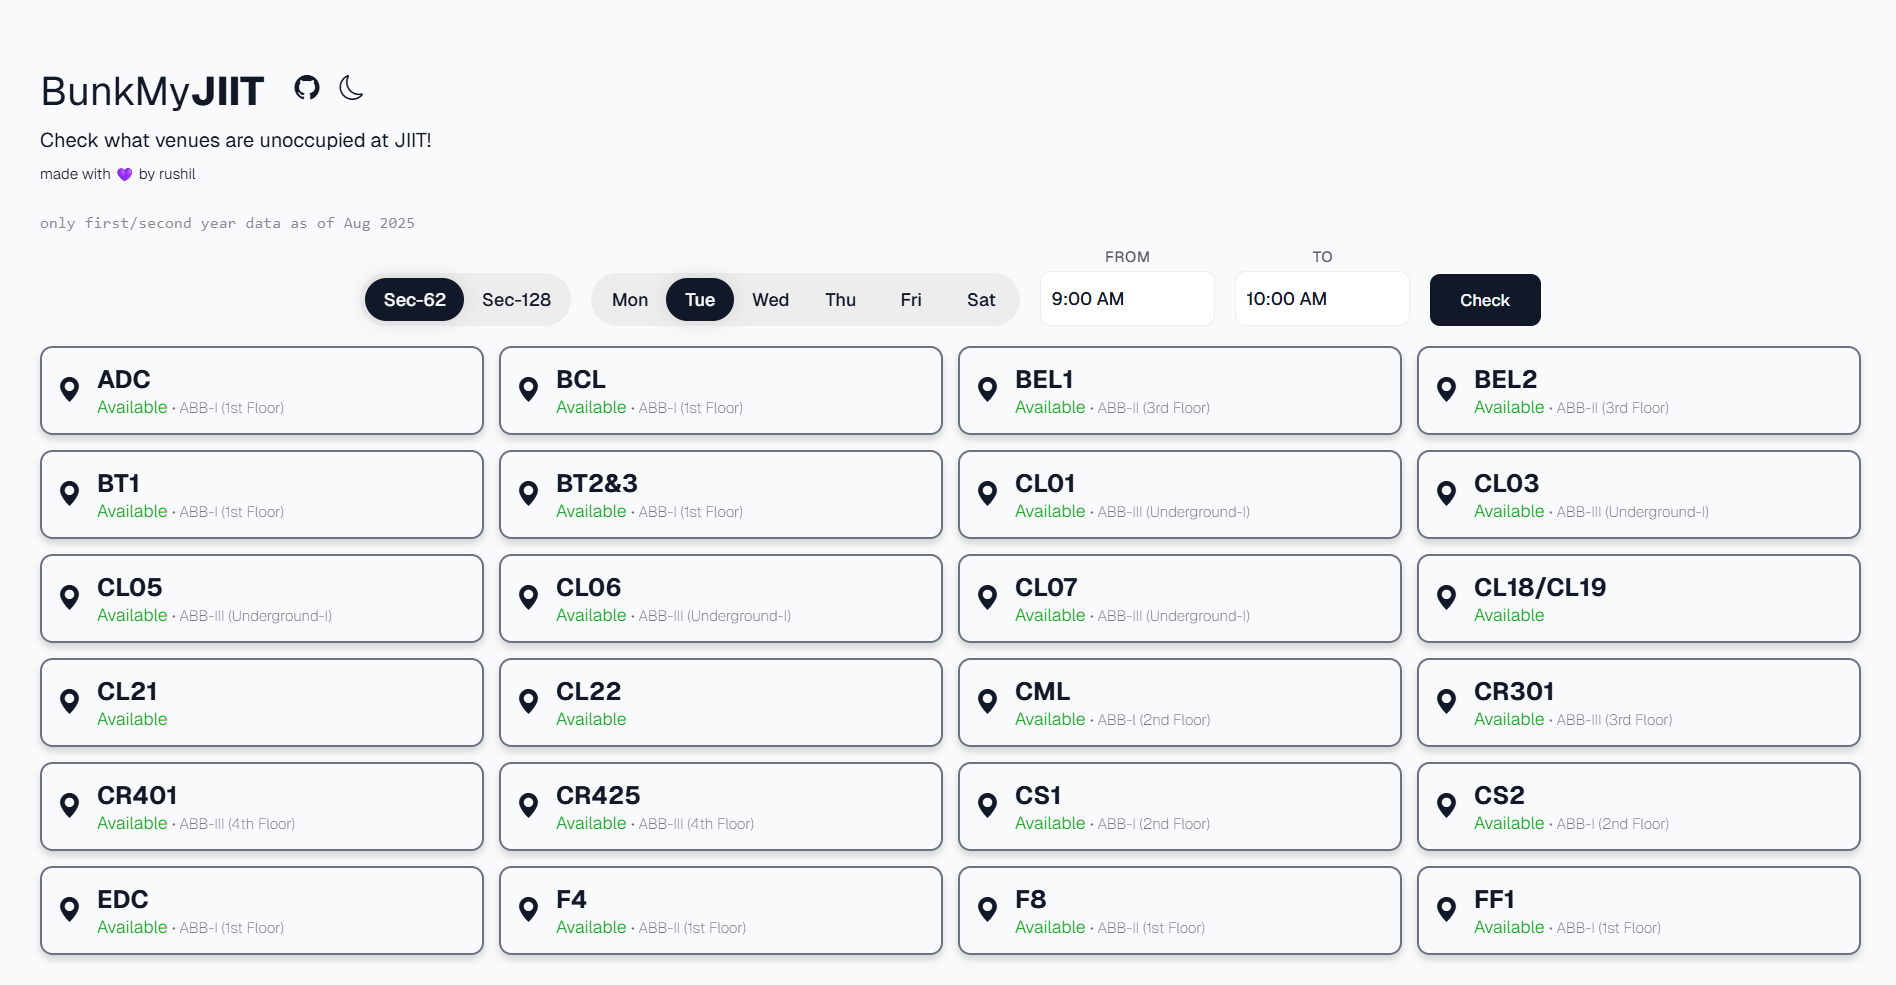 BunkMyJIIT
Check what venues are unoccupied at JIIT!
made with 💜 by rushil
only first/second year data as of Aug 2025
FROM TO
Sec-62 Sec-128 Mon Tue Wed Thu Fri Sat 9:00 AM 10:00 AM Check
ADC BCL BEL1 BEL2
Available • ABB-I (1st Floor) Available • ABB-I (1st Floor) Available • ABB-II (3rd Floor) Available • ABB-II (3rd Floor)
BT1 BT2&3 CL01 CL03
Available • ABB-I (1st Floor) Available • ABB-I (1st Floor) Available • ABB-III (Underground-I) Available • ABB-III (Underground-I)
CL05 CL06 CL07 CL18/CL19
Available • ABB-III (Underground-I) Available • ABB-III (Underground-I) Available • ABB-III (Underground-I) Available
CL21 CL22 CML CR301
Available Available Available • ABB-I (2nd Floor) Available • ABB-III (3rd Floor)
CR401 CR425 CS1 CS2
Available • ABB-III (4th Floor) Available • ABB-III (4th Floor) Available • ABB-I (2nd Floor) Available • ABB-I (2nd Floor)
EDC F4 F8 FF1
Available • ABB-I (1st Floor) Available • ABB-II (1st Floor) Available • ABB-II (1st Floor) Available • ABB-I (1st Floor)